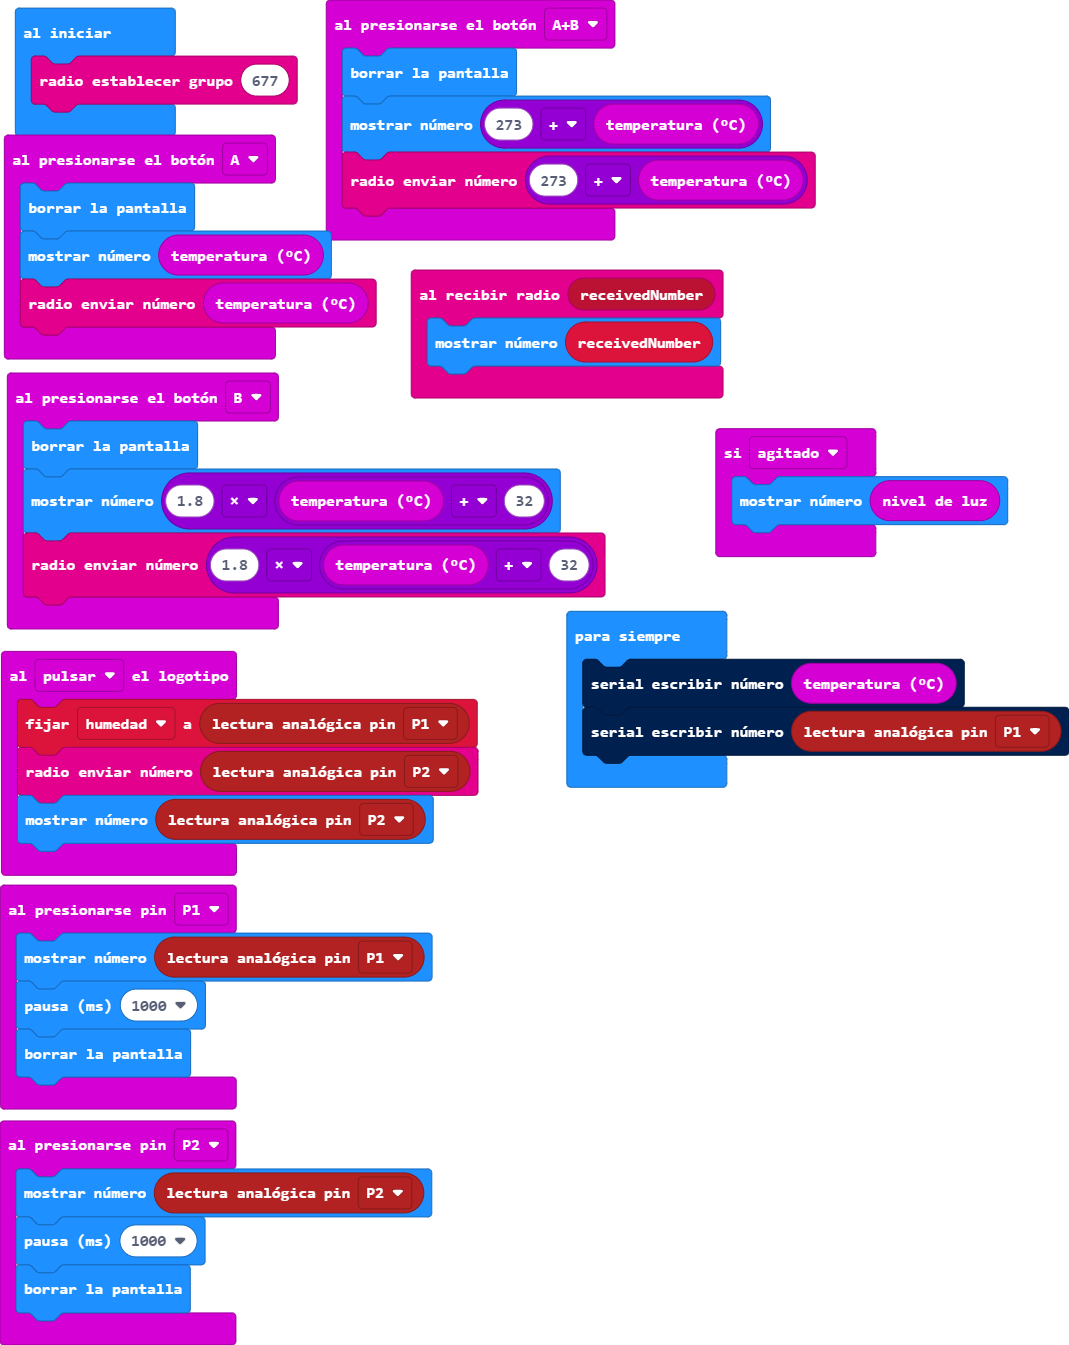 al iniciar
radio establecer grupo 677
al presionarse el botón A+B
borrar la pantalla
mostrar número 273 + temperatura (ºC)
radio enviar número 273 + temperatura (ºC)
al presionarse el botón A
borrar la pantalla
mostrar número temperatura (ºC)
radio enviar número temperatura (ºC)
al recibir radio receivedNumber
mostrar número receivedNumber
al presionarse el botón B
borrar la pantalla
mostrar número 1.8 × temperatura (ºC) + 32
radio enviar número 1.8 × temperatura (ºC) + 32
si agitado
mostrar número nivel de luz
para siempre
serial escribir número temperatura (ºC)
serial escribir número lectura analógica pin P1
al pulsar el logotipo
fijar humedad a lectura analógica pin P1
radio enviar número lectura analógica pin P2
mostrar número lectura analógica pin P2
al presionarse pin P1
mostrar número lectura analógica pin P1
pausa (ms) 1000
borrar la pantalla
al presionarse pin P2
mostrar número lectura analógica pin P2
pausa (ms) 1000
borrar la pantalla